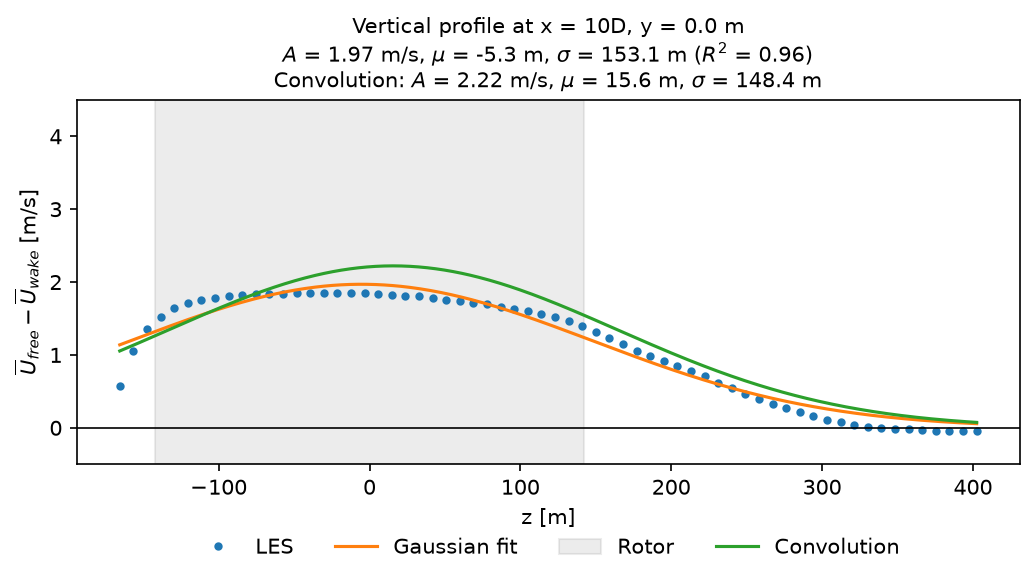 Vertical profile at x = 10D, y = 0.0 m
A = 1.97 m/s, μ = -5.3 m, σ = 153.1 m (R² = 0.96)
Convolution: A = 2.22 m/s, μ = 15.6 m, σ = 148.4 m
U̅_free − U̅_wake [m/s]
4
3
2
1
0
−100 0 100 200 300 400
z [m]
LES Gaussian fit Rotor Convolution